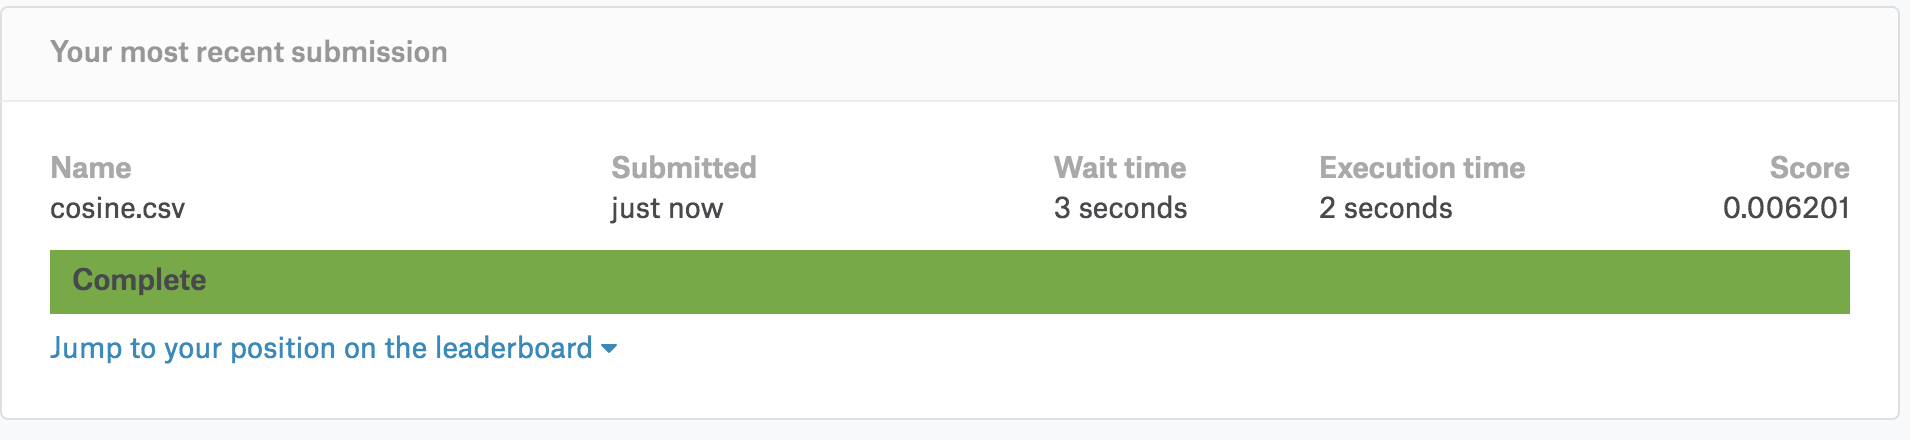 Your most recent submission
Name Submitted Wait time Execution time Score
cosine.csv just now 3 seconds 2 seconds 0.006201
Complete
Jump to your position on the leaderboard